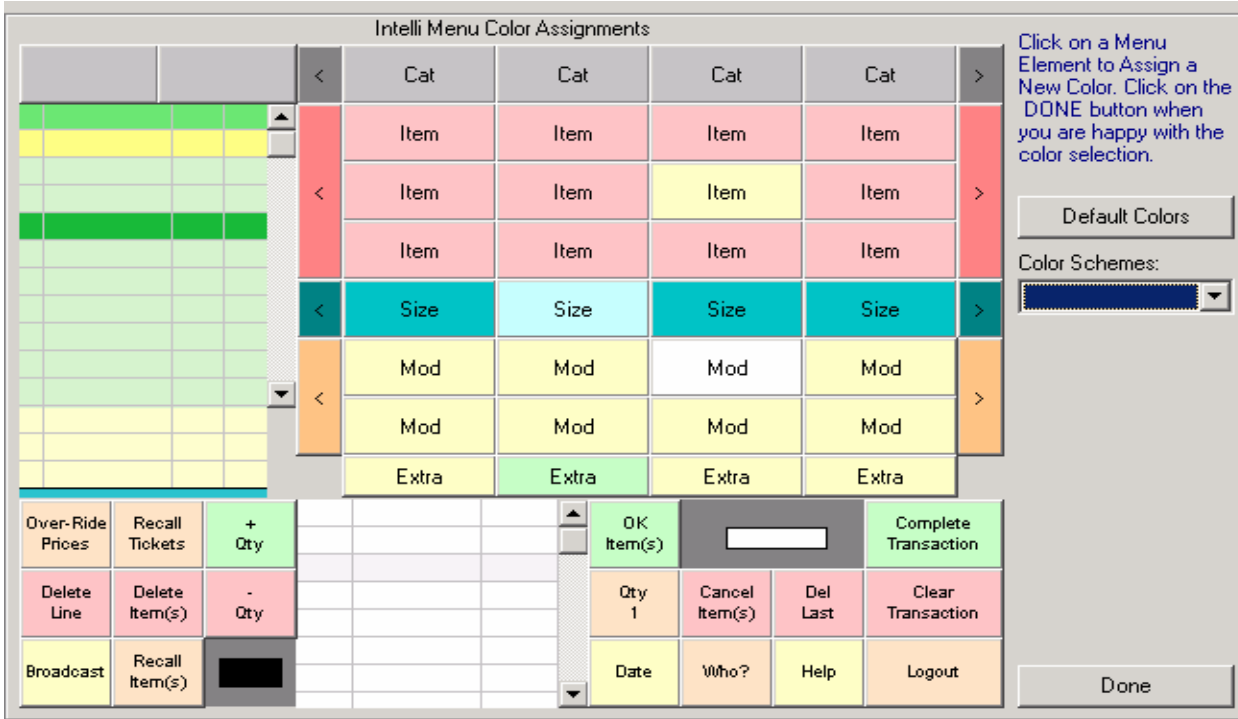 Intelli Menu Color Assignments
Click on a Menu
Element to Assign a
New Color. Click on the
DONE button when
you are happy with the
color selection.
Default Colors
Color Schemes:
< Cat Cat Cat Cat >
Item Item Item Item
< Item Item Item Item >
Item Item Item Item
< Size Size Size Size >
Mod Mod Mod Mod
< >
Mod Mod Mod Mod
Extra Extra Extra Extra
Over-Ride
Prices
Recall
Tickets
+
Qty
OK
Item(s)
Complete
Transaction
Delete
Line
Delete
Item(s)
-
Qty
Qty
1
Cancel
Item(s)
Del
Last
Clear
Transaction
Broadcast
Recall
Item(s)
Date
Who?
Help
Logout
Done